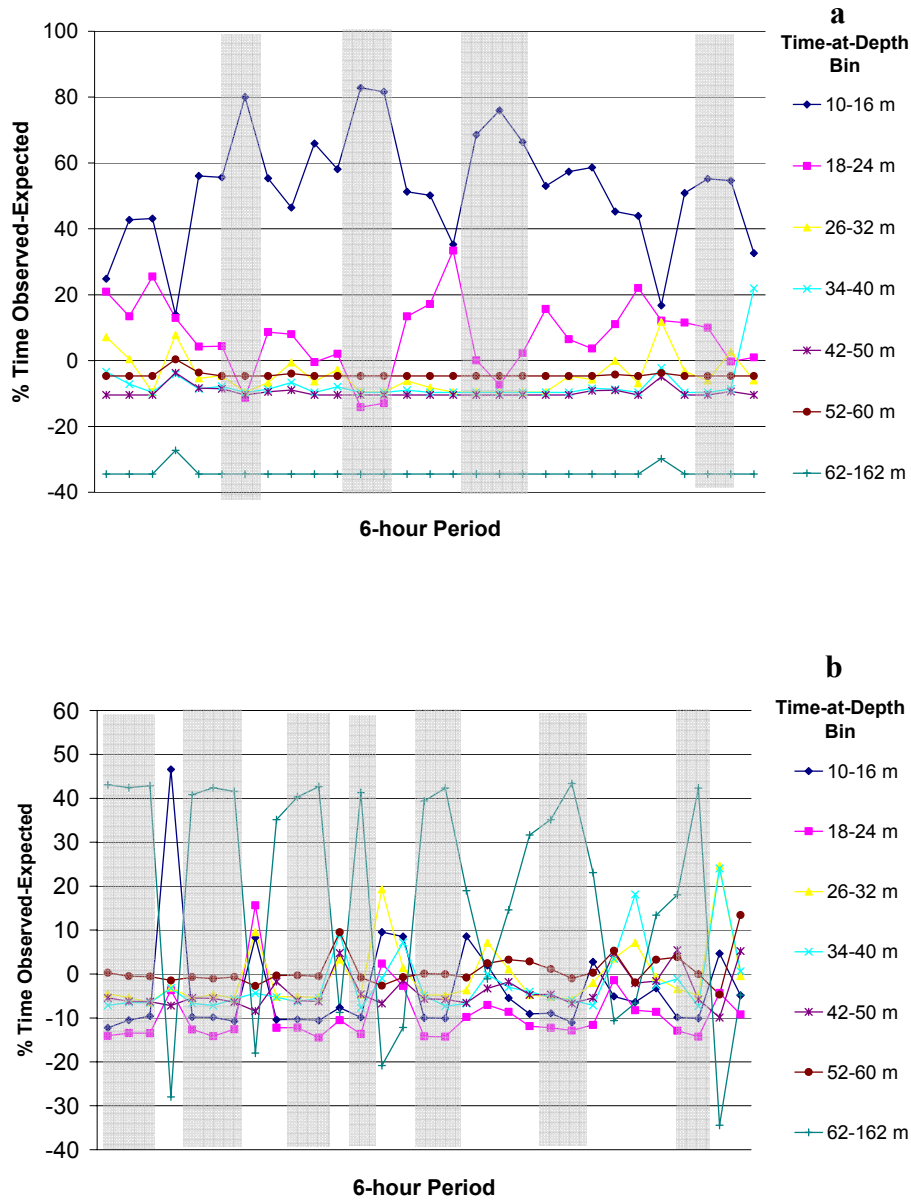 a
Time-at-Depth
Bin
100
80
60
40
20
0
-20
-40
% Time Observed-Expected
6-hour Period
10-16 m
18-24 m
26-32 m
34-40 m
42-50 m
52-60 m
62-162 m
b
Time-at-Depth
Bin
60
50
40
30
20
10
0
-10
-20
-30
-40
% Time Observed-Expected
6-hour Period
10-16 m
18-24 m
26-32 m
34-40 m
42-50 m
52-60 m
62-162 m